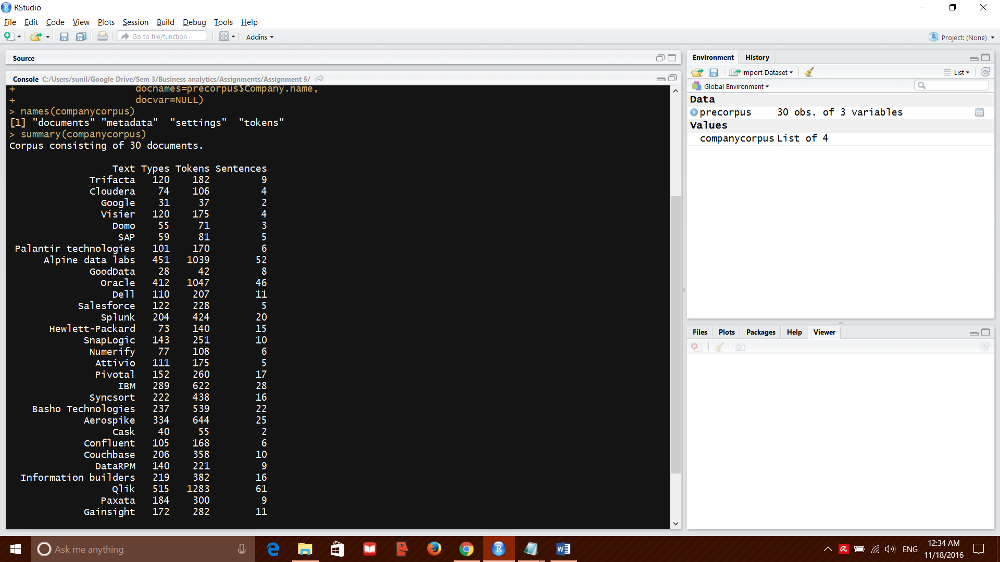 RStudio
File Edit Code View Plots Session Build Debug Tools Help
Go to file/function Addins Project: (None)
Source
Console C:/Users/sunil/Google Drive/Sem 3/Business analytics/Assignments/Assignment 5/
+ docnames=precorpus$Company.name,
+ docvar=NULL)
> names(companycorpus)
[1] "documents" "metadata" "settings" "tokens"
> summary(companycorpus)
Corpus consisting of 30 documents.
Text Types Tokens Sentences
Trifacta 120 182 9
Cloudera 74 106 4
Google 31 37 2
Visier 120 175 4
Domo 55 71 3
SAP 59 81 5
Palantir technologies 101 170 6
Alpine data labs 451 1039 52
GoodData 28 42 8
Oracle 412 1047 46
Dell 110 207 11
Salesforce 122 228 5
Splunk 204 424 20
Hewlett-Packard 73 140 15
SnapLogic 143 251 10
Numerify 77 108 6
Attivio 111 175 5
Pivotal 152 260 17
IBM 289 622 28
Syncsort 222 438 16
Basho Technologies 237 539 22
Aerospike 334 644 25
Cask 40 55 2
Confluent 105 168 6
Couchbase 206 358 10
DataRPM 140 221 9
Information builders 219 382 16
Qlik 515 1283 61
Paxata 184 300 9
Gainsight 172 282 11
Environment History
Import Dataset List
Global Environment
Data
precorpus 30 obs. of 3 variables
Values
companycorpus List of 4
Files Plots Packages Help Viewer
Ask me anything
ENG
12:34 AM
11/18/2016